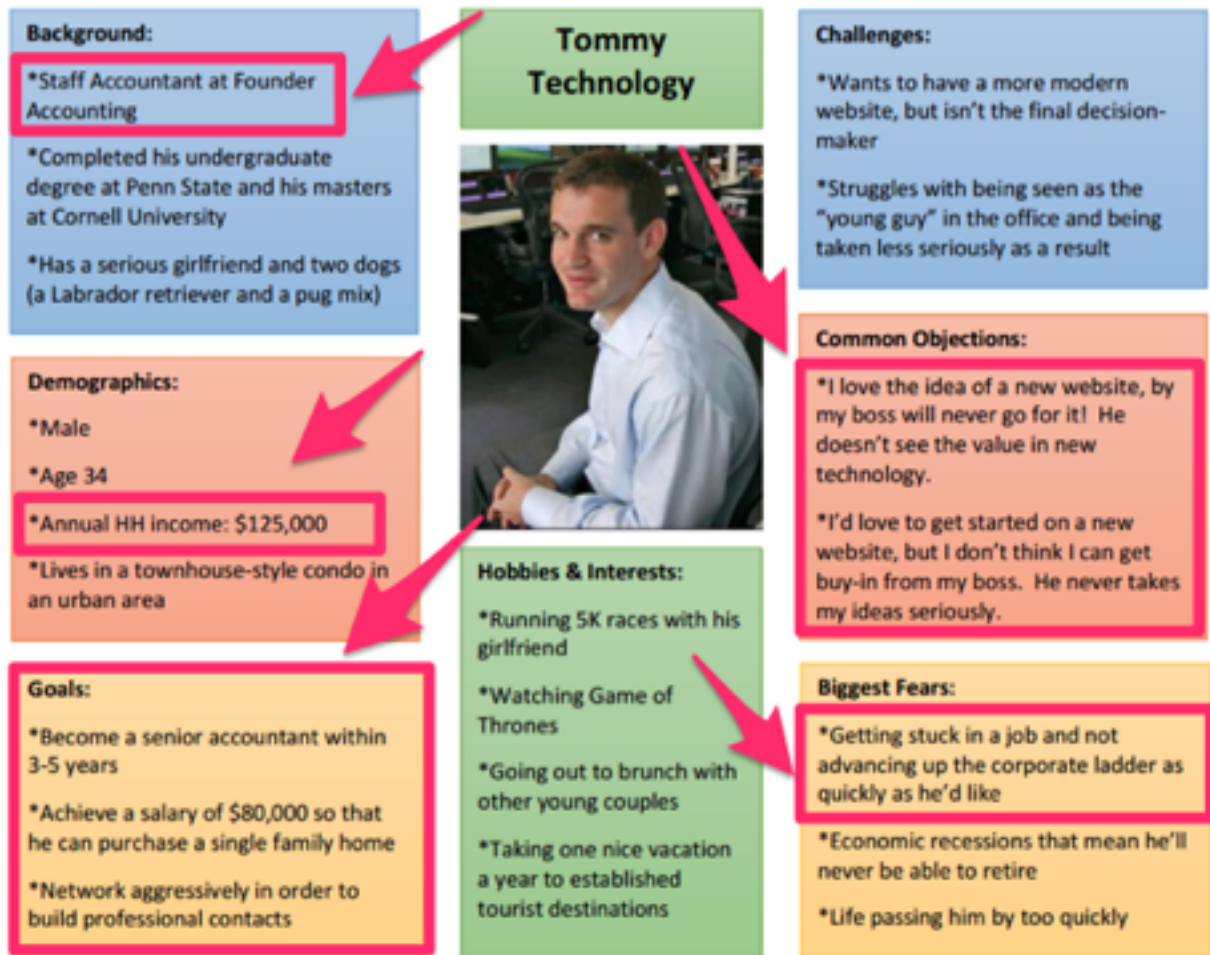 Background:
*Staff Accountant at Founder
Accounting
*Completed his undergraduate
degree at Penn State and his masters
at Cornell University
*Has a serious girlfriend and two dogs
(a Labrador retriever and a pug mix)
Demographics:
*Male
*Age 34
*Annual HH income: $125,000
*Lives in a townhouse-style condo in
an urban area
Goals:
*Become a senior accountant within
3-5 years
*Achieve a salary of $80,000 so that
he can purchase a single family home
*Network aggressively in order to
build professional contacts
Tommy
Technology
Hobbies & Interests:
*Running 5K races with his
girlfriend
*Watching Game of
Thrones
*Going out to brunch with
other young couples
*Taking one nice vacation
a year to established
tourist destinations
Challenges:
*Wants to have a more modern
website, but isn't the final decision-
maker
*Struggles with being seen as the
"young guy" in the office and being
taken less seriously as a result
Common Objections:
*I love the idea of a new website, by
my boss will never go for it!  He
doesn't see the value in new
technology.
*I'd love to get started on a new
website, but I don't think I can get
buy-in from my boss.  He never takes
my ideas seriously.
Biggest Fears:
*Getting stuck in a job and not
advancing up the corporate ladder as
quickly as he'd like
*Economic recessions that mean he'll
never be able to retire
*Life passing him by too quickly